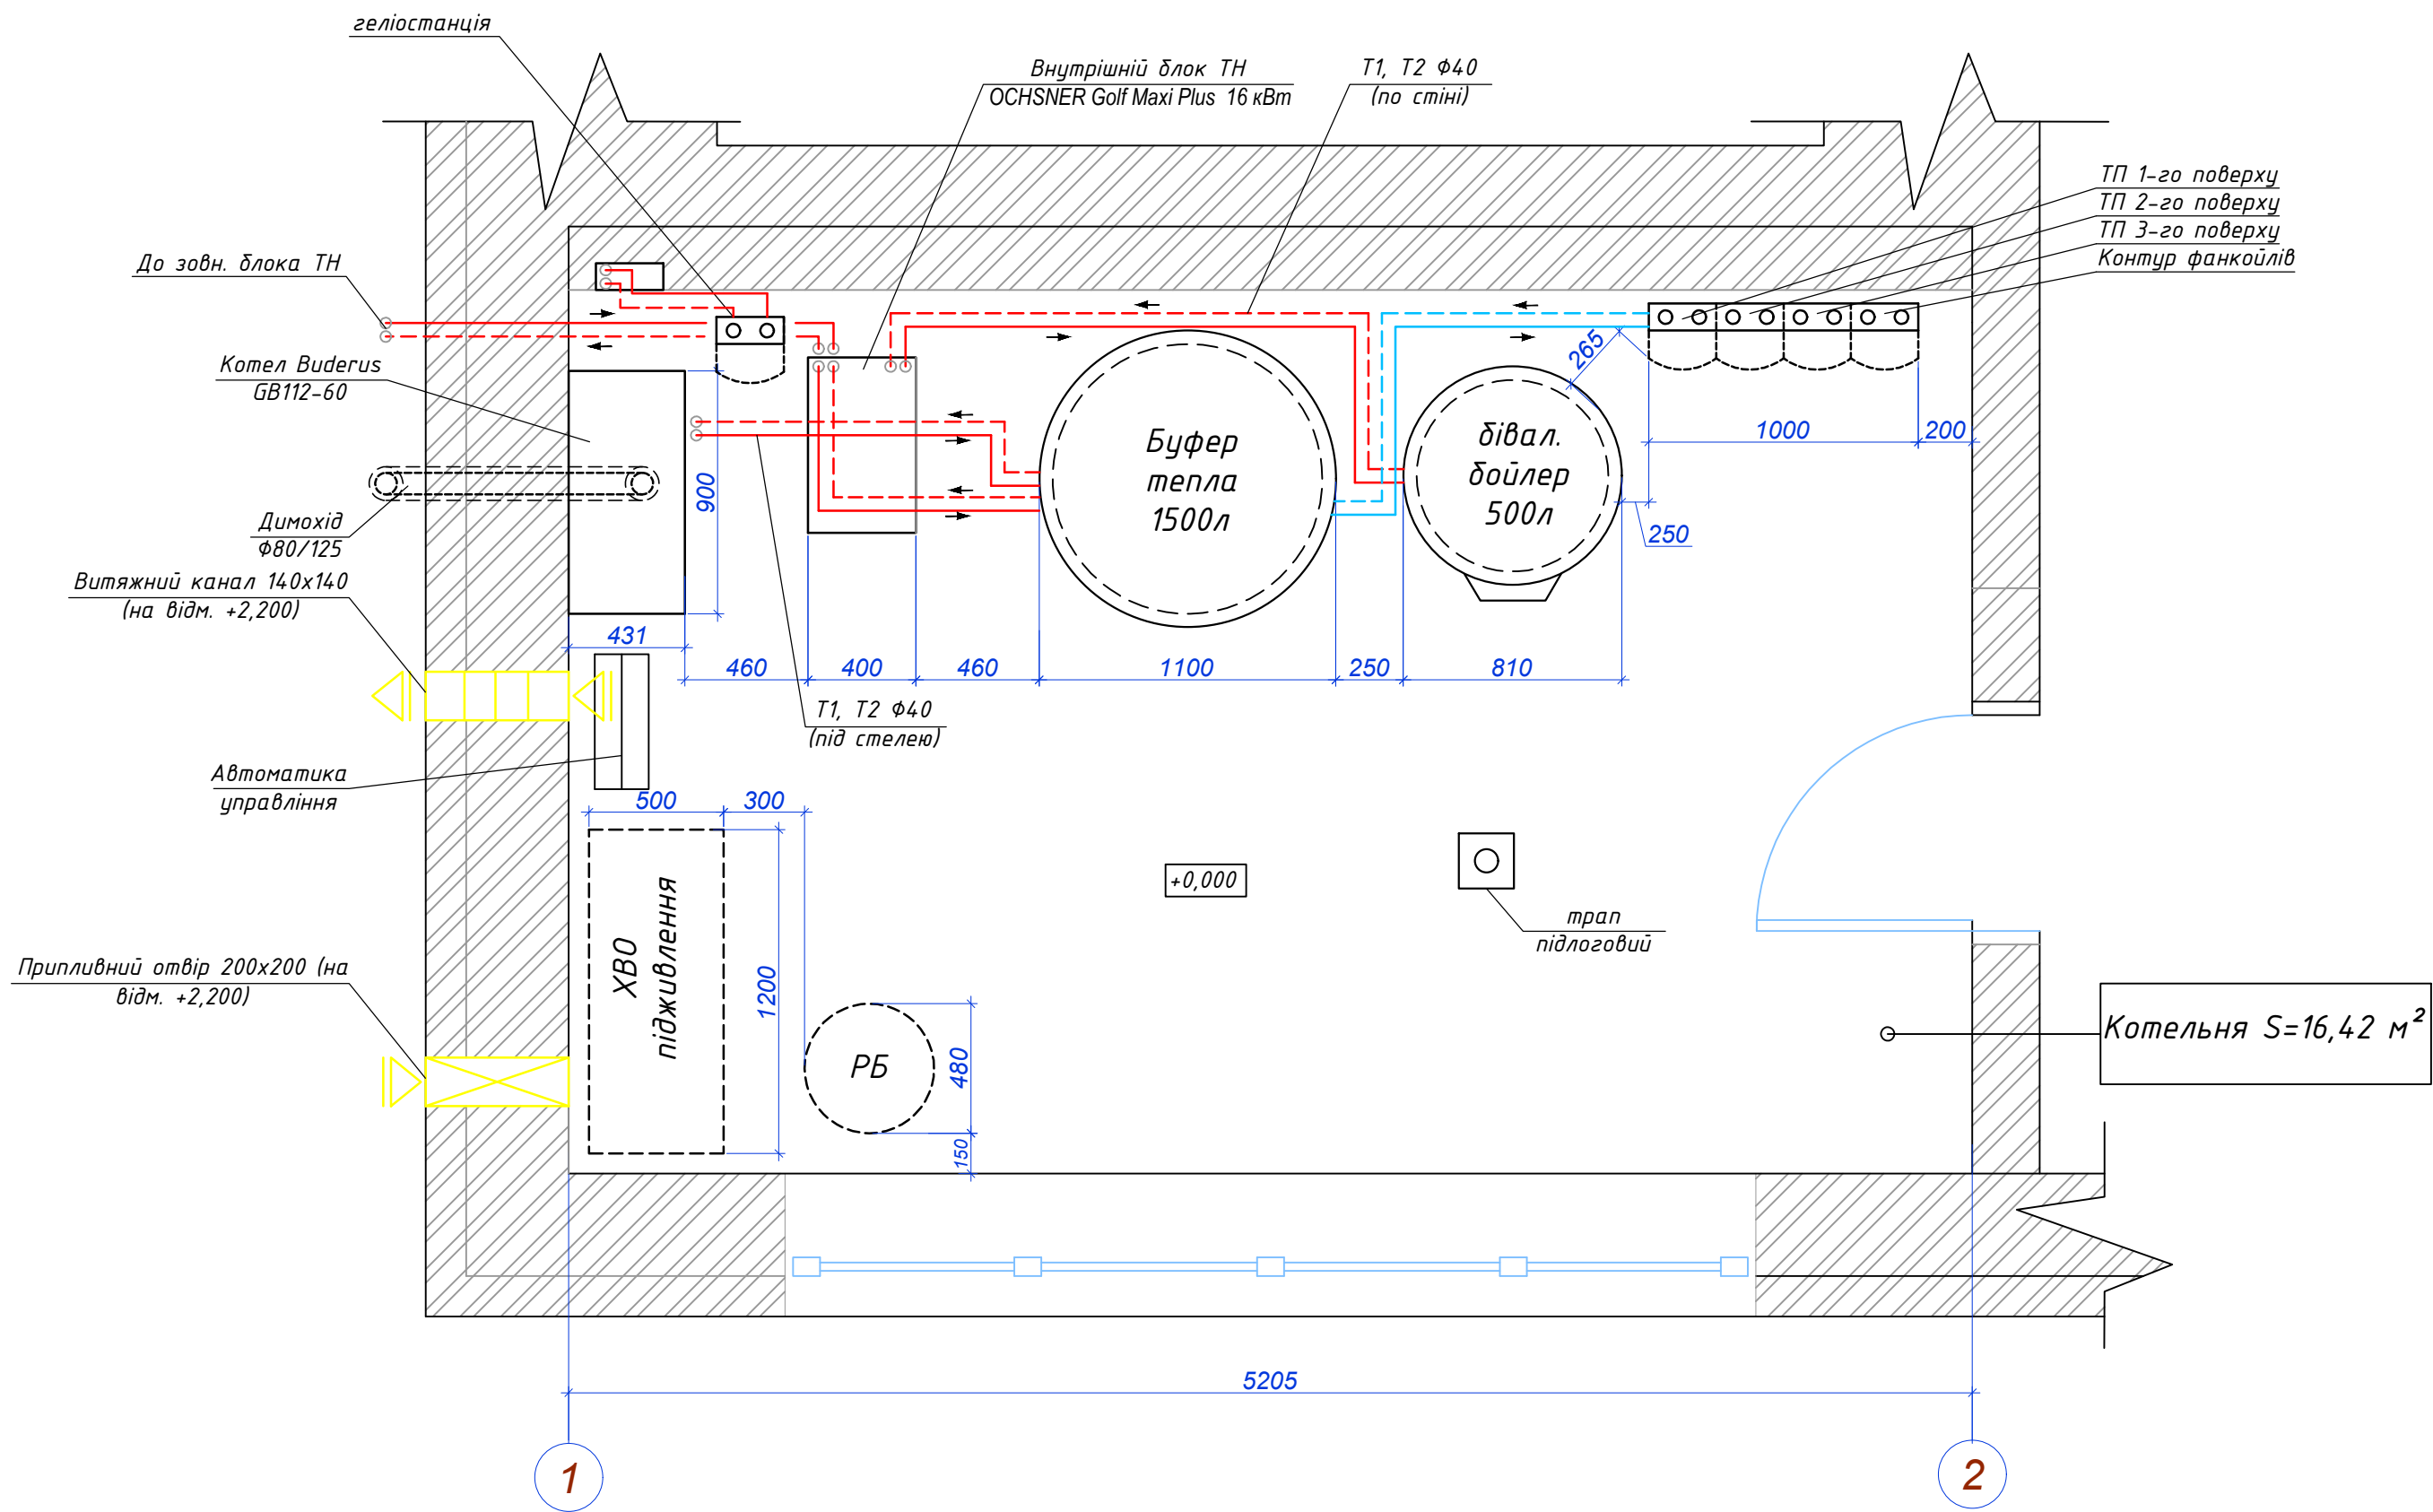 геліостанція
Внутрішній блок ТН
OCHSNER Golf Maxi Plus 16 кВт
Т1, Т2 Ф40
(по стіні)
ТП 1-го поверху
ТП 2-го поверху
ТП 3-го поверху
Контур фанкойлів
До зовн. блока ТН
Котел Buderus
GB112-60
265
1000
200
Буфер
тепла
1500л
бівал.
бойлер
500л
900
250
Димохід
Ф80/125
Витяжний канал 140х140
(на відм. +2,200)
431
460
400
460
1100
250
810
Т1, Т2 Ф40
(під стелею)
Автоматика
управління
500
300
ХВО
підживлення
1200
+0,000
трап
підлоговий
Припливний отвір 200х200 (на
відм. +2,200)
РБ
480
150
Котельня S=16,42 м²
5205
1
2